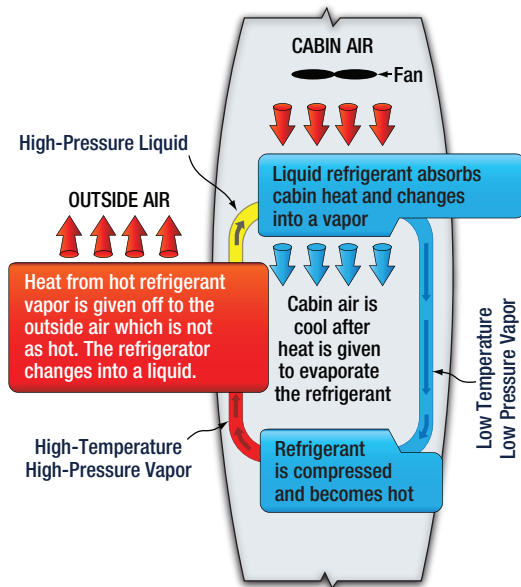 CABIN AIR
Fan
High-Pressure Liquid
Liquid refrigerant absorbs
cabin heat and changes
into a vapor
OUTSIDE AIR
Heat from hot refrigerant
vapor is given off to the
outside air which is not
as hot. The refrigerator
changes into a liquid.
Cabin air is
cool after
heat is given
to evaporate
the refrigerant
Low Temperature
Low Pressure Vapor
High-Temperature
High-Pressure Vapor
Refrigerant
is compressed
and becomes hot